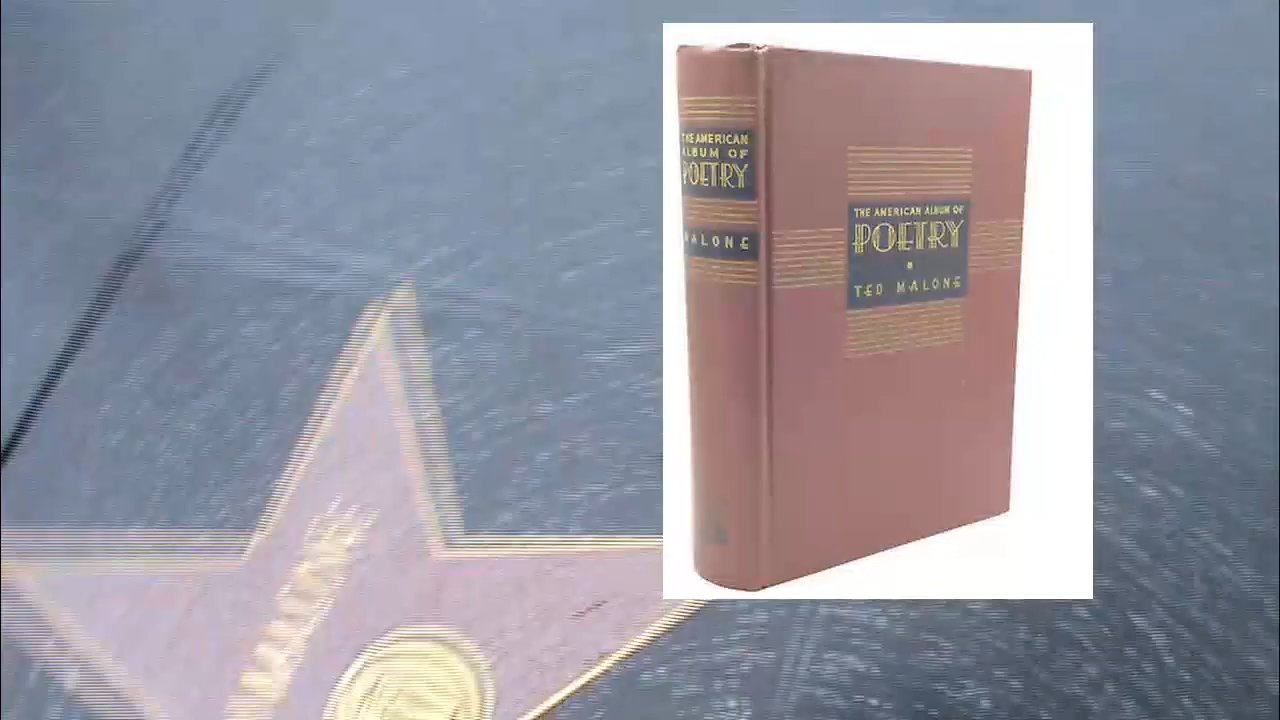 THE AMERICAN
ALBUM OF
POETRY
MALONE
THE AMERICAN ALBUM OF
POETRY
TED MALONE